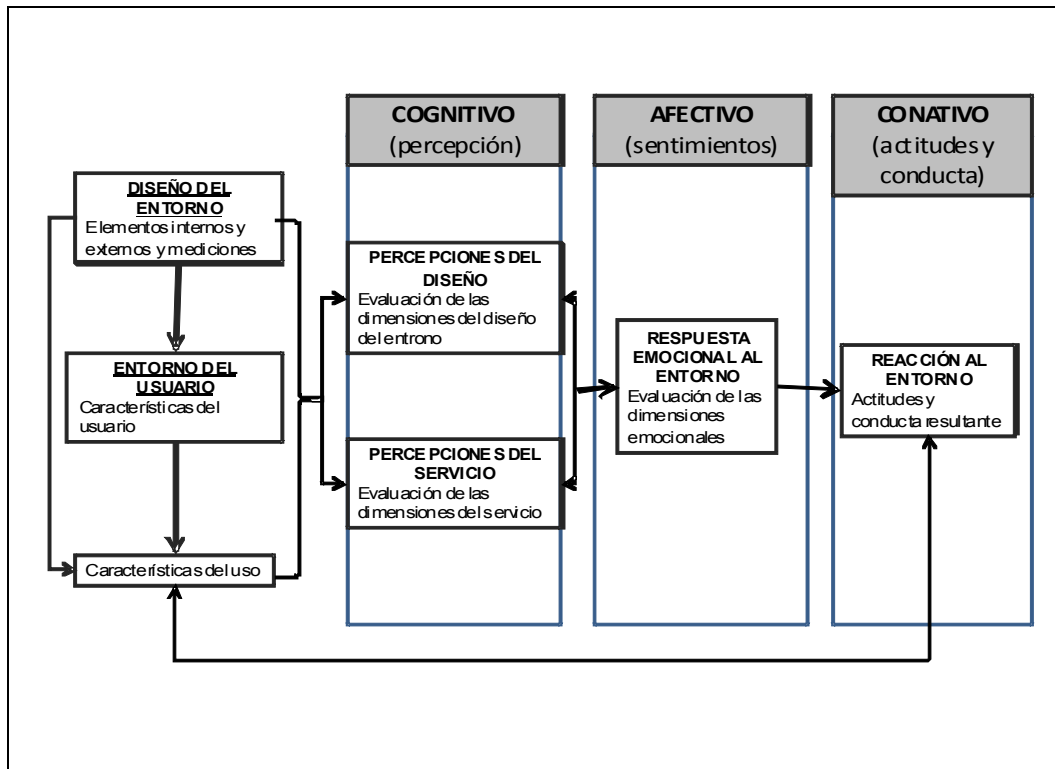 COGNITIVO
(percepción)
AFECTIVO
(sentimientos)
CONATIVO
(actitudes y
conducta)
DISEÑO DEL
ENTORNO
Elementos internos y
externos y mediciones
ENTORNO DEL
USUARIO
Características del
usuario
Características del uso
PERCEPCIONES DEL
DISEÑO
Evaluación de las
dimensiones del diseño
del entrono
PERCEPCIONES DEL
SERVICIO
Evaluación de las
dimensiones del servicio
RESPUESTA
EMOCIONAL AL
ENTORNO
Evaluación de las
dimensiones
emocionales
REACCIÓN AL
ENTORNO
Actitudes y
conducta resultante